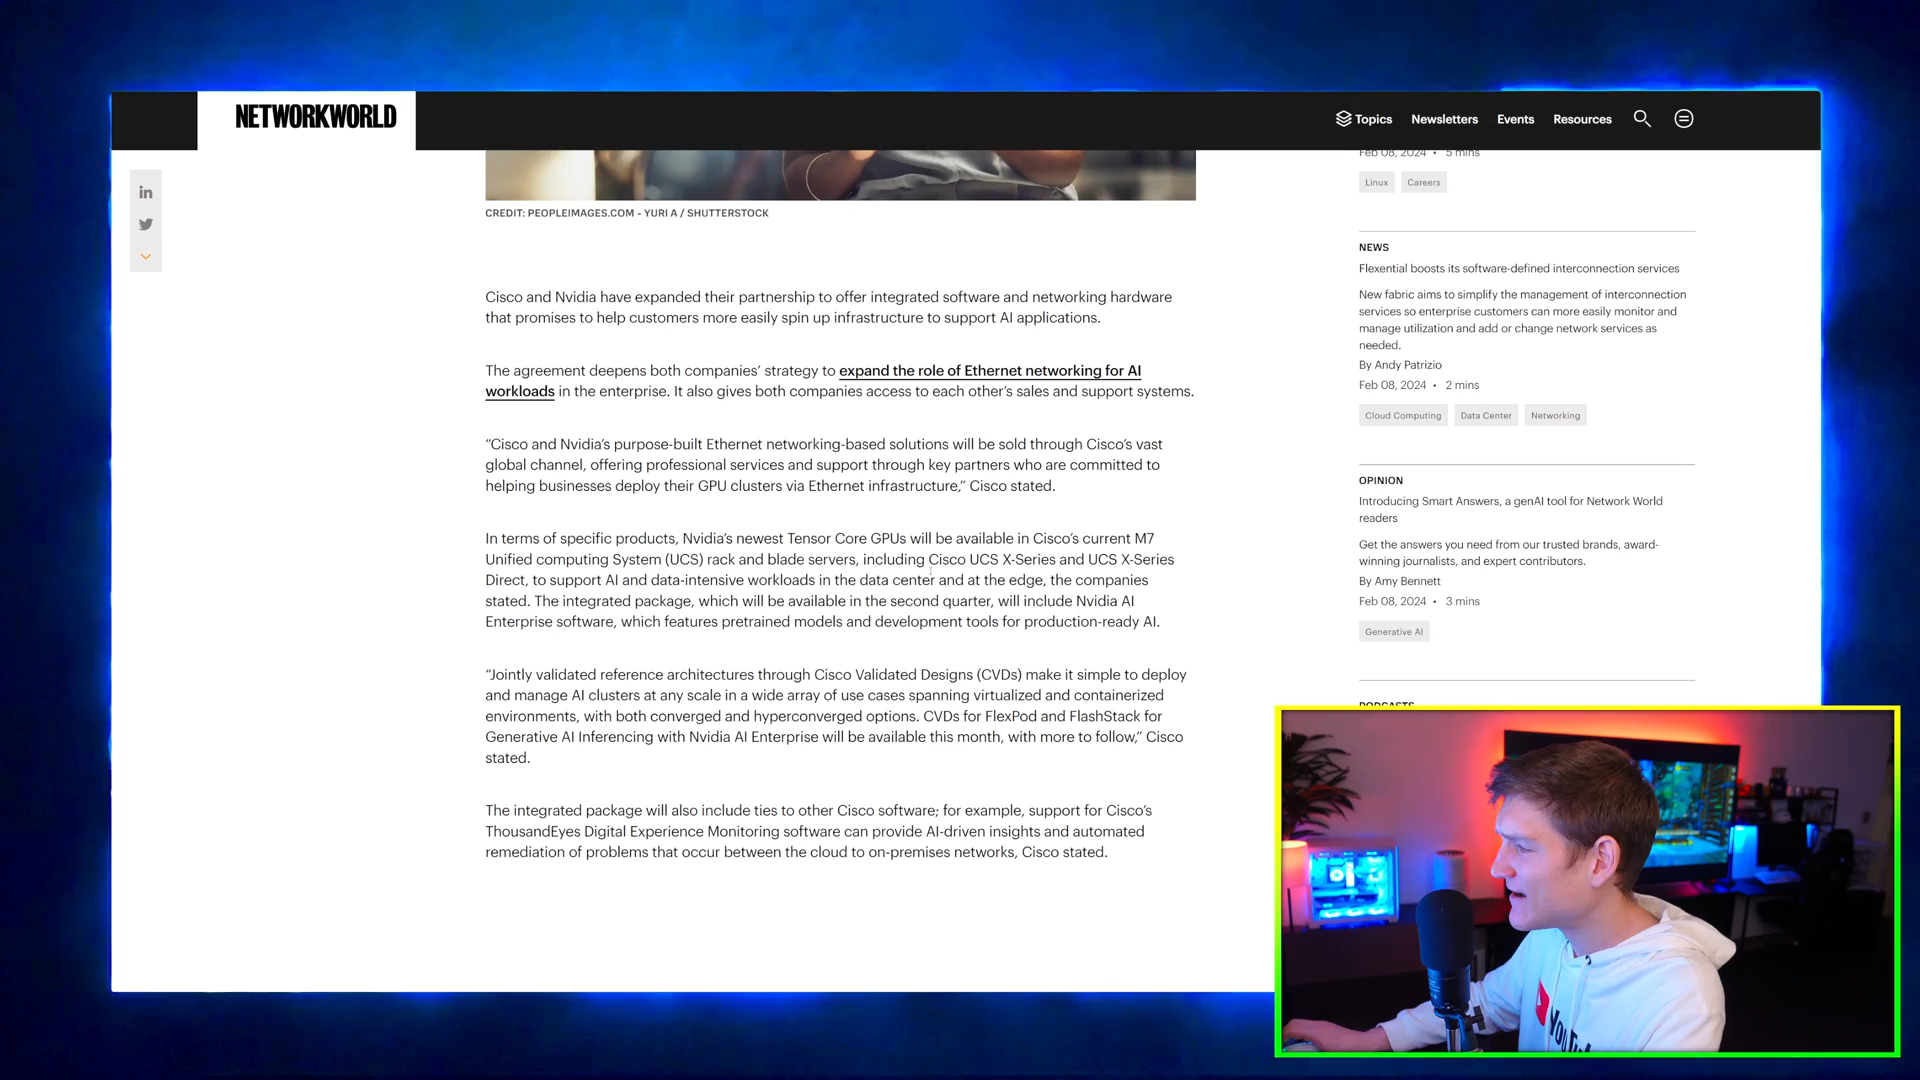 NETWORKWORLD
Topics
Newsletters
Events
Resources
in
CREDIT: PEOPLEIMAGES.COM - YURI A / SHUTTERSTOCK
Cisco and Nvidia have expanded their partnership to offer integrated software and networking hardware
that promises to help customers more easily spin up infrastructure to support AI applications.
The agreement deepens both companies’ strategy to expand the role of Ethernet networking for AI
workloads in the enterprise. It also gives both companies access to each other’s sales and support systems.
“Cisco and Nvidia’s purpose-built Ethernet networking-based solutions will be sold through Cisco’s vast
global channel, offering professional services and support through key partners who are committed to
helping businesses deploy their GPU clusters via Ethernet infrastructure,” Cisco stated.
In terms of specific products, Nvidia’s newest Tensor Core GPUs will be available in Cisco’s current M7
Unified computing System (UCS) rack and blade servers, including Cisco UCS X-Series and UCS X-Series
Direct, to support AI and data-intensive workloads in the data center and at the edge, the companies
stated. The integrated package, which will be available in the second quarter, will include Nvidia AI
Enterprise software, which features pretrained models and development tools for production-ready AI.
“Jointly validated reference architectures through Cisco Validated Designs (CVDs) make it simple to deploy
and manage AI clusters at any scale in a wide array of use cases spanning virtualized and containerized
environments, with both converged and hyperconverged options. CVDs for FlexPod and FlashStack for
Generative AI Inferencing with Nvidia AI Enterprise will be available this month, with more to follow,” Cisco
stated.
The integrated package will also include ties to other Cisco software; for example, support for Cisco’s
ThousandEyes Digital Experience Monitoring software can provide AI-driven insights and automated
remediation of problems that occur between the cloud to on-premises networks, Cisco stated.
Feb 08, 2024 • 5 mins
Linux
Careers
NEWS
Flexential boosts its software-defined interconnection services
New fabric aims to simplify the management of interconnection
services so enterprise customers can more easily monitor and
manage utilization and add or change network services as
needed.
By Andy Patrizio
Feb 08, 2024 • 2 mins
Cloud Computing
Data Center
Networking
OPINION
Introducing Smart Answers, a genAI tool for Network World
readers
Get the answers you need from our trusted brands, award-
winning journalists, and expert contributors.
By Amy Bennett
Feb 08, 2024 • 3 mins
Generative AI
PODCASTS